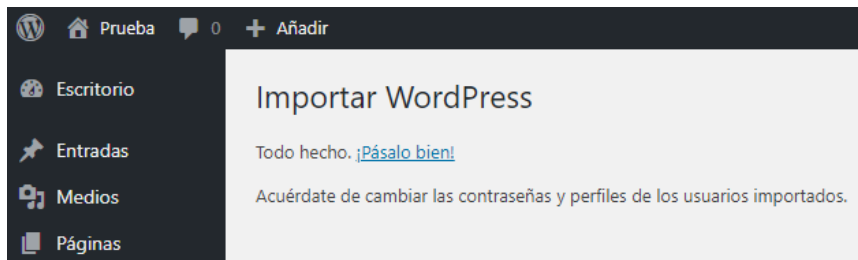 Prueba 0 Añadir
Escritorio
Importar WordPress
Entradas
Todo hecho. ¡Pásalo bien!
Medios
Acuérdate de cambiar las contraseñas y perfiles de los usuarios importados.
Páginas